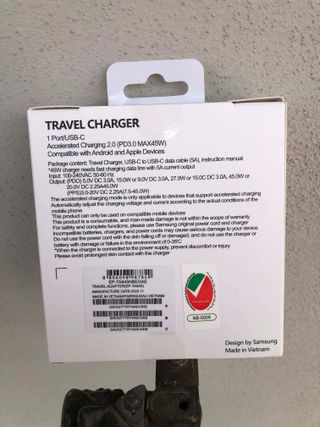 TRAVEL CHARGER
1 Port/USB-C
Accelerated Charging 2.0 (PD3.0 MAX45W)
Compatible with Android and Apple Devices
Package content: Travel Charger, USB-C to USB-C data cable (5A), instruction manual
*45W charger needs fast charging data line with 5A current output
Input: 100-240VAC 50-60 Hz
Output: (PDO) 5.0V DC 3.0A, 15.0W or 9.0V DC 3.0A, 27.0W or 15.0C DC 3.0A, 45.0W or
20.0V DC 2.25A45.0W
(PPS)5.0-20V DC 2.25A(7.5-45.0W)
The accelerated charging mode is only applicable to devices that support accelerated charging
Automatically adjust the charging voltage and current according to the actual conditions of the
mobile phone
This product can only be used on compatible mobile devices
This product is a consumable, and man-made damage is not within the scope of warranty
For safety and complete functions, please use Samsung original power cord and charger
Incompatible batteries, chargers, and power cords may cause serious damage to your device
Do not use the power cord with the skin falling off or damaged, and do not use the charger or
battery with damage or failure in the environment of 0-35°C
*When the charger is connected to the power supply, prevent discomfort or injury
Please avoid prolonged skin contact with the charger
TRAVEL ADAPTER
A
B
C
KB-0009
Design by Samsung
Made in Vietnam